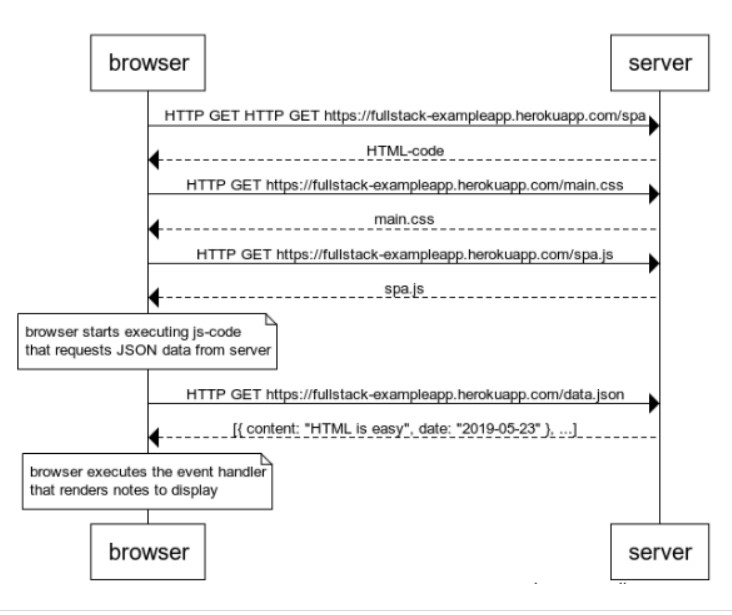 browser
server
HTTP GET HTTP GET https://fullstack-exampleapp.herokuapp.com/spa
HTML-code
HTTP GET https://fullstack-exampleapp.herokuapp.com/main.css
main.css
HTTP GET https://fullstack-exampleapp.herokuapp.com/spa.js
spa.js
browser starts executing js-code
that requests JSON data from server
HTTP GET https://fullstack-exampleapp.herokuapp.com/data.json
[{ content: "HTML is easy", date: "2019-05-23" }, ...]
browser executes the event handler
that renders notes to display
browser
server